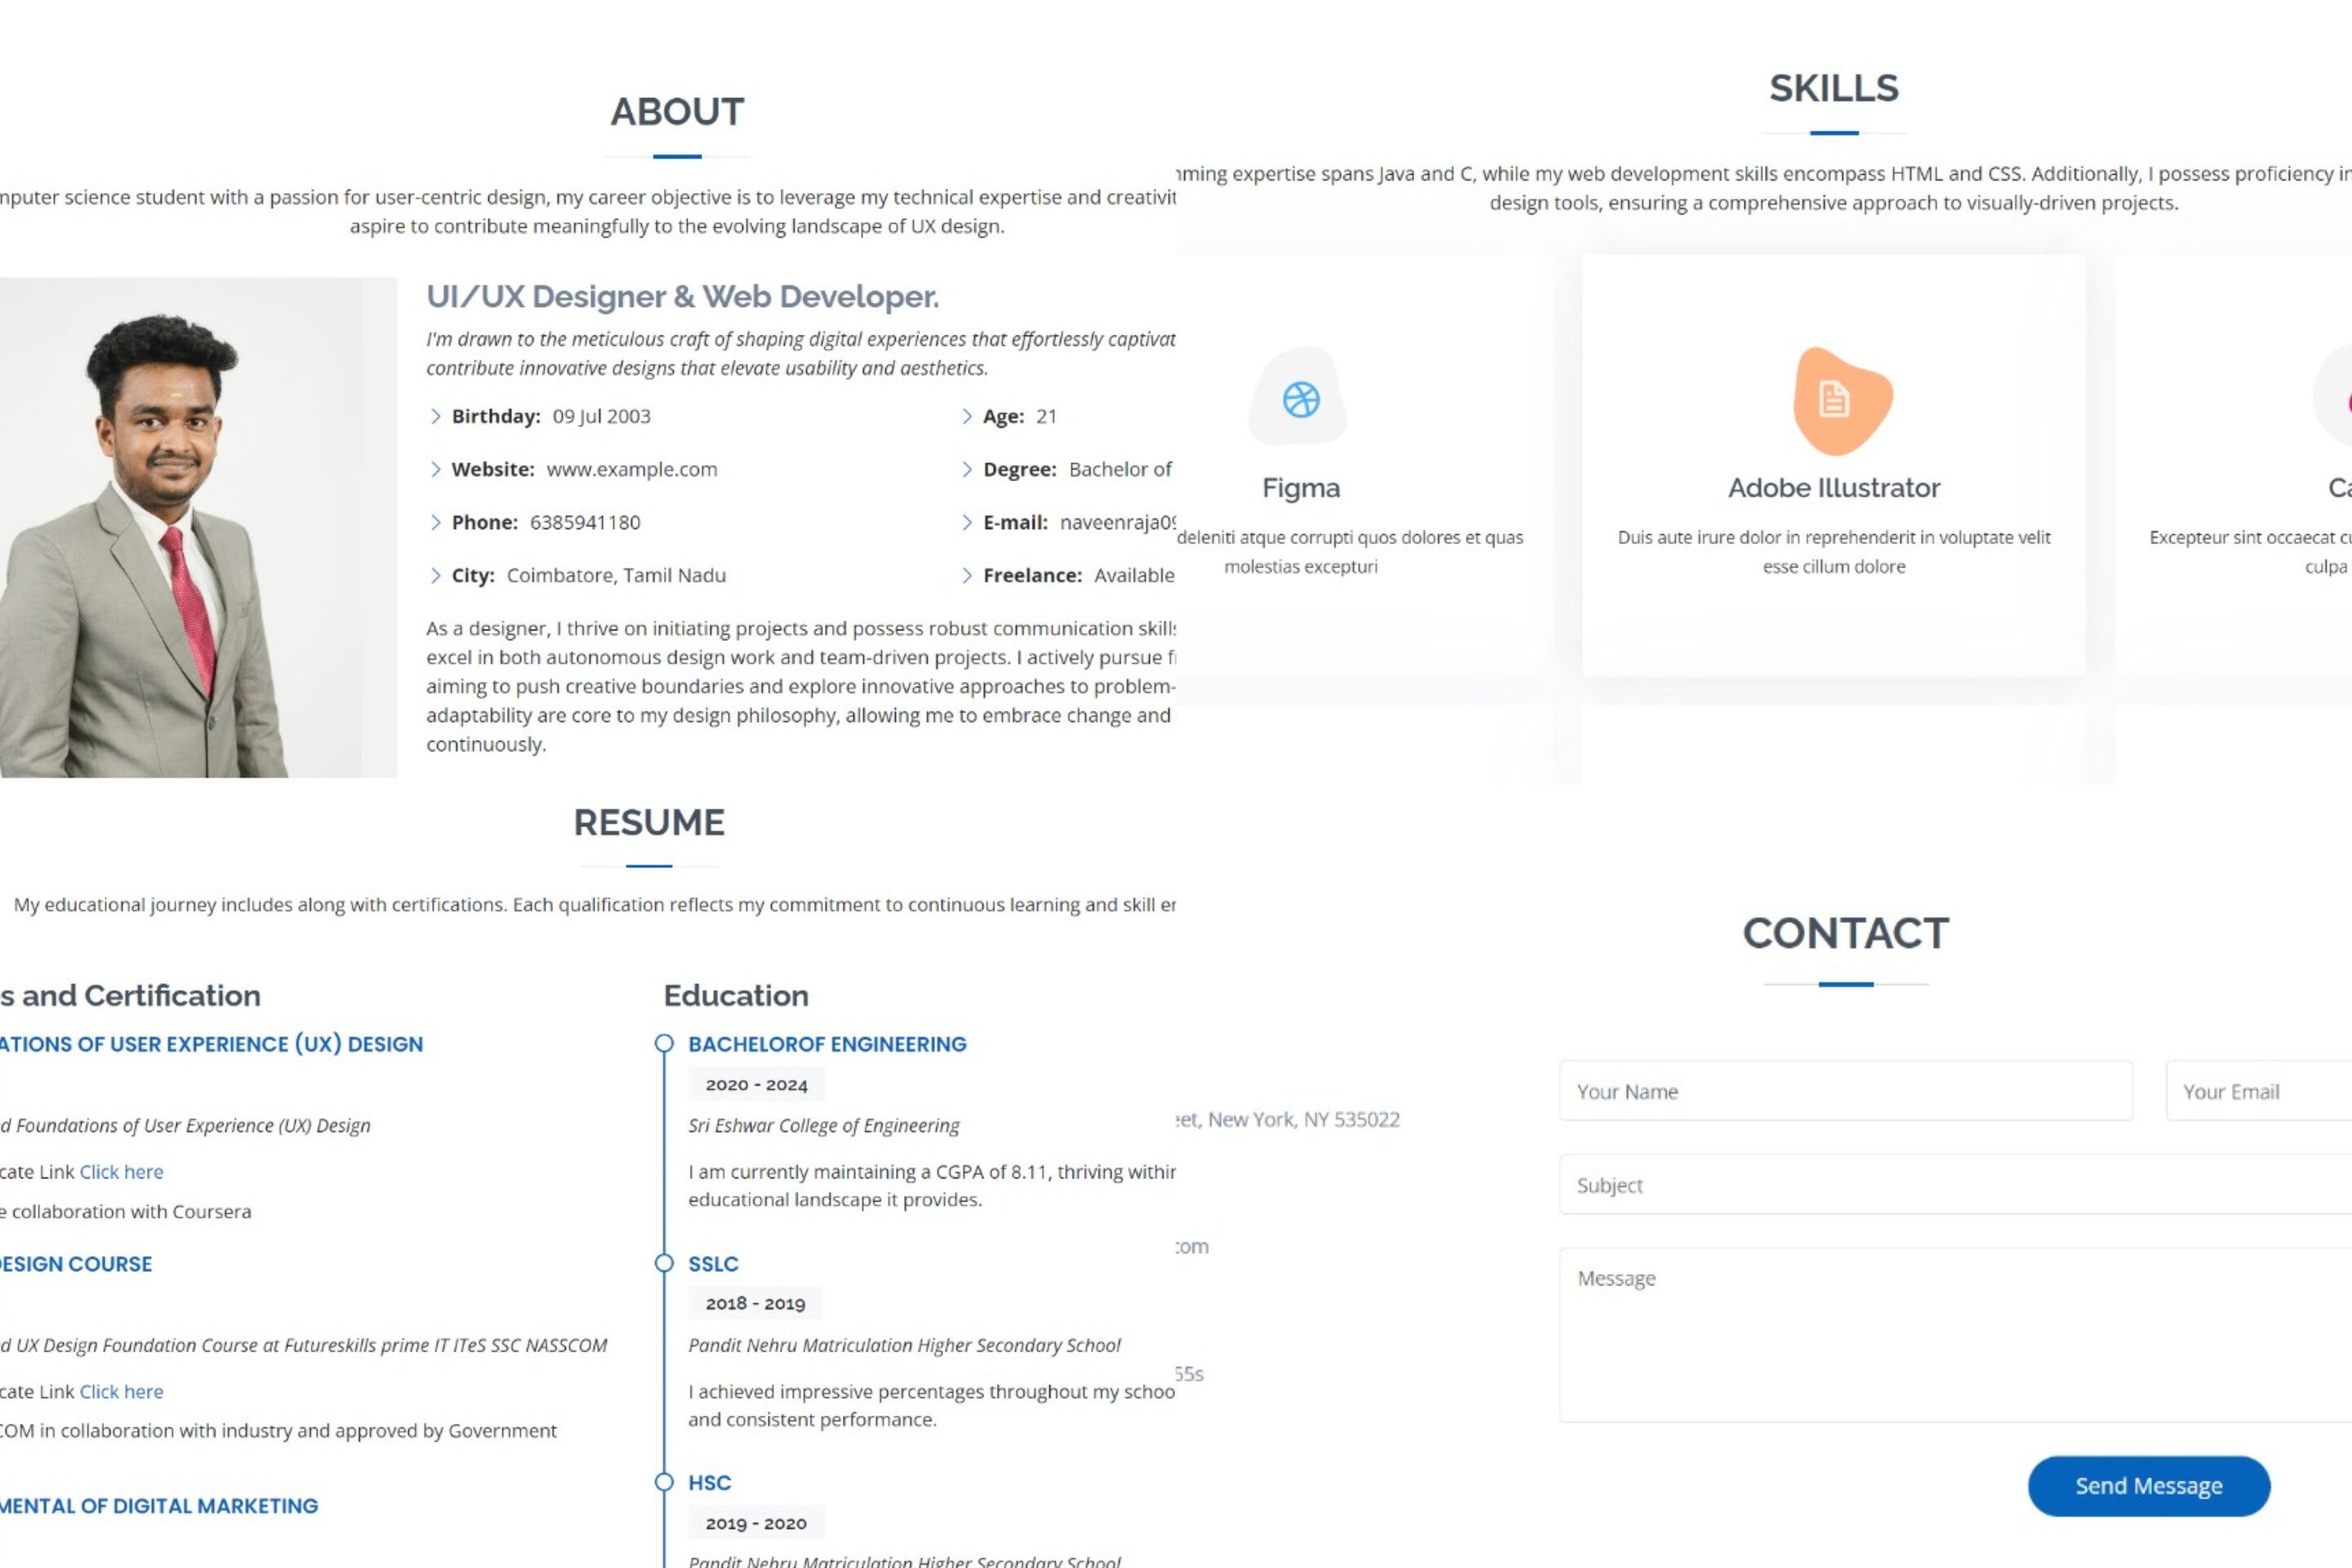 ABOUT
computer science student with a passion for user-centric design, my career objective is to leverage my technical expertise and
aspire to contribute meaningfully to the evolving landscape of UX design.
UI/UX Designer & Web Developer.
I'm drawn to the meticulous craft of shaping digital experiences that effortlessly
contribute innovative designs that elevate usability and aesthetics.
Birthday: 09 Jul 2003
Age: 21
Website: www.example.com
Degree: Bachelor of
Phone: 6385941180
E-mail: naveenraja09
City: Coimbatore, Tamil Nadu
Freelance: Available
As a designer, I thrive on initiating projects and possess robust communication skills
excel in both autonomous design work and team-driven projects. I actively pursue
aiming to push creative boundaries and explore innovative approaches to problem-
adaptability are core to my design philosophy, allowing me to embrace change and
continuously.
SKILLS
expertise spans Java and C, while my web development skills encompass HTML and CSS. Additionally, I possess proficiency in
design tools, ensuring a comprehensive approach to visually-driven projects.
Figma
deleniti atque corrupti quos dolores et quas
molestias excepturi
Adobe Illustrator
Duis aute irure dolor in reprehenderit in voluptate velit
esse cillum dolore
Ca
Excepteur sint occaecat
culpa
RESUME
My educational journey includes along with certifications. Each qualification reflects my commitment to continuous learning and skill
s and Certification
ATIONS OF USER EXPERIENCE (UX) DESIGN
d Foundations of User Experience (UX) Design
cate Link Click here
e collaboration with Coursera
DESIGN COURSE
d UX Design Foundation Course at Futureskills prime IT ITeS SSC NASSCOM
cate Link Click here
COM in collaboration with industry and approved by Government
MENTAL OF DIGITAL MARKETING
Education
BACHELOROF ENGINEERING
2020 - 2024
Sri Eshwar College of Engineering
I am currently maintaining a CGPA of 8.11, thriving within
educational landscape it provides.
SSLC
2018 - 2019
Pandit Nehru Matriculation Higher Secondary School
I achieved impressive percentages throughout my schoo
and consistent performance.
HSC
2019 - 2020
Pandit Nehru Matriculation Higher Secondary School
CONTACT
eet, New York, NY 535022
com
55s
Your Name
Your Email
Subject
Message
Send Message